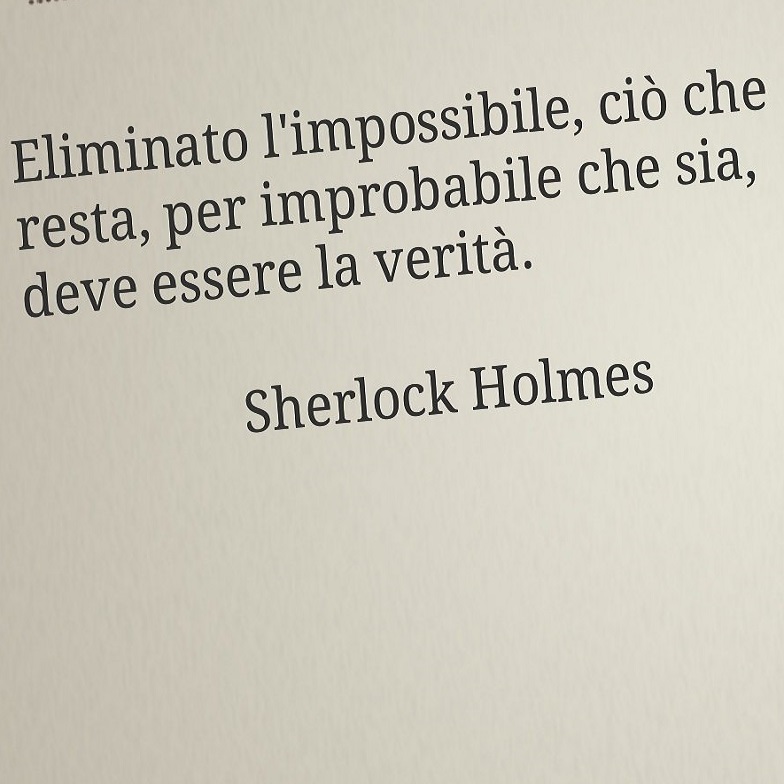 Eliminato l'impossibile, ciò che
resta, per improbabile che sia,
deve essere la verità.
Sherlock Holmes